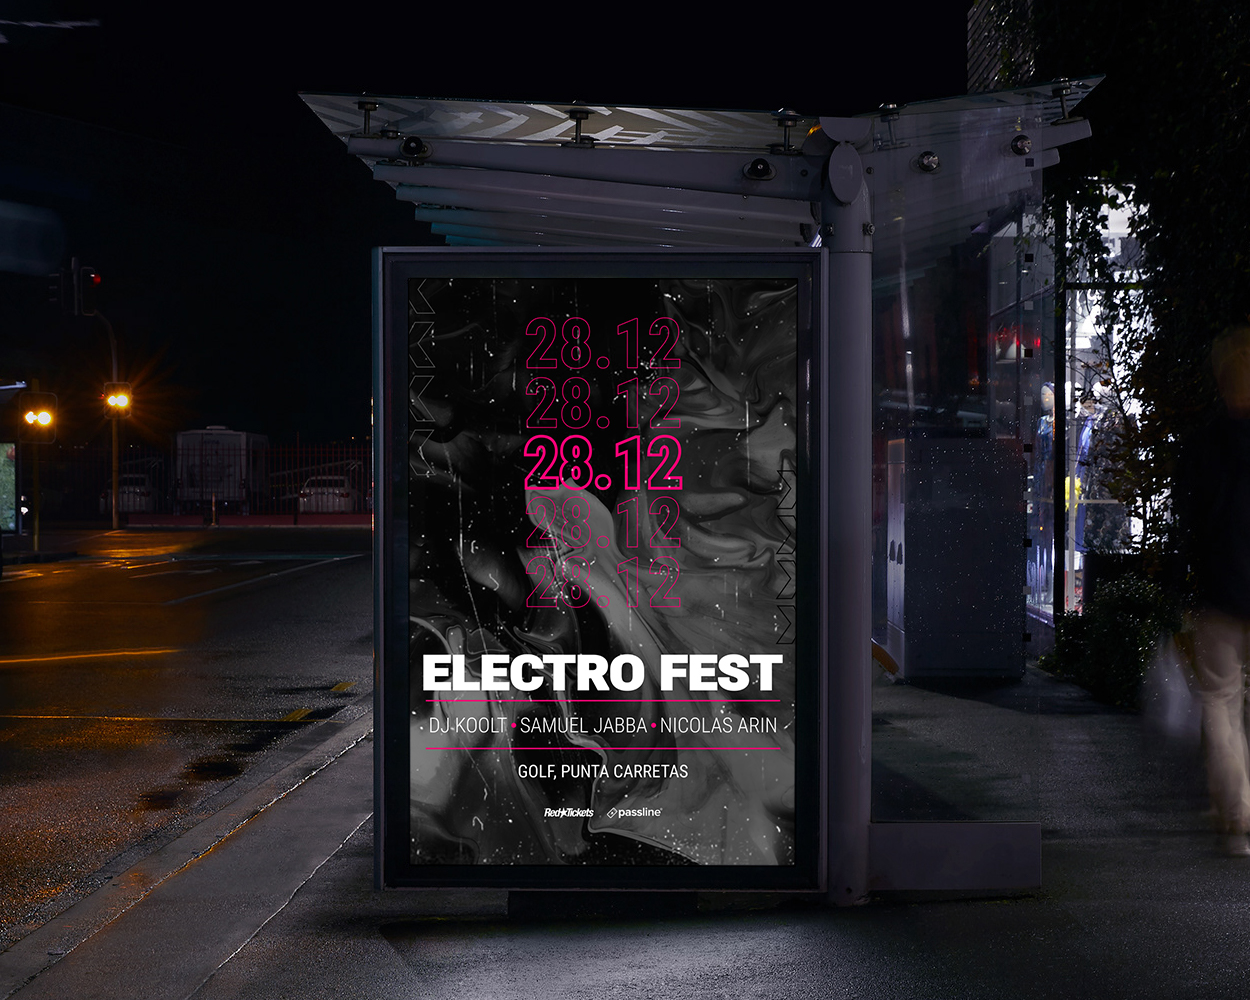 28.12
28.12
28.12
28.12
28.12
ELECTRO FEST
DJ KOOLT • SAMUEL JABBA • NICOLAS ARIN
GOLF, PUNTA CARRETAS
RedTickets passline